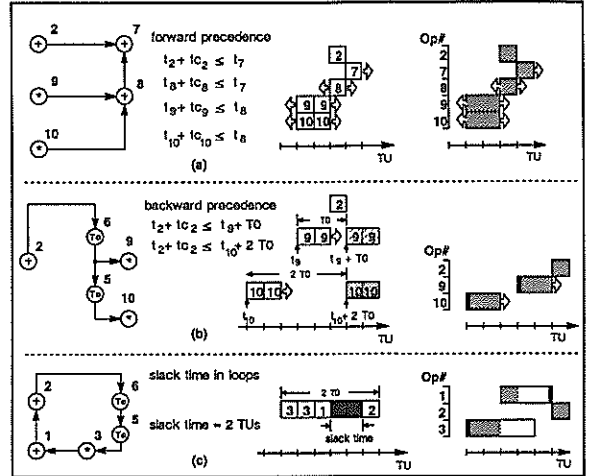 2
7
forward precedence
t2 + tc2 ≤ t7
t8 + tc8 ≤ t7
t9 + tc9 ≤ t8
t10 + tc10 ≤ t8
+
+
9
8
*
+
10
*
(a)
2
7
8
9 9
10 10
TU
Op#
2
7
8
9
10
TU
backward precedence
t2 + tc2 ≤ t9 + T0
t2 + tc2 ≤ t10 + 2 T0
6
To
2
+
9
*
5
To
10
*
(b)
2
T0
9 9
9 9
t9
t9 + T0
2 T0
10 10
10 10
t10
t10 + 2 T0
TU
Op#
2
9
10
TU
slack time in loops
slack time = 2 TUs
2
+
6
To
5
To
1
+
3
*
(c)
2 T0
3 3 1
2
slack time
TU
Op#
1
2
3
TU